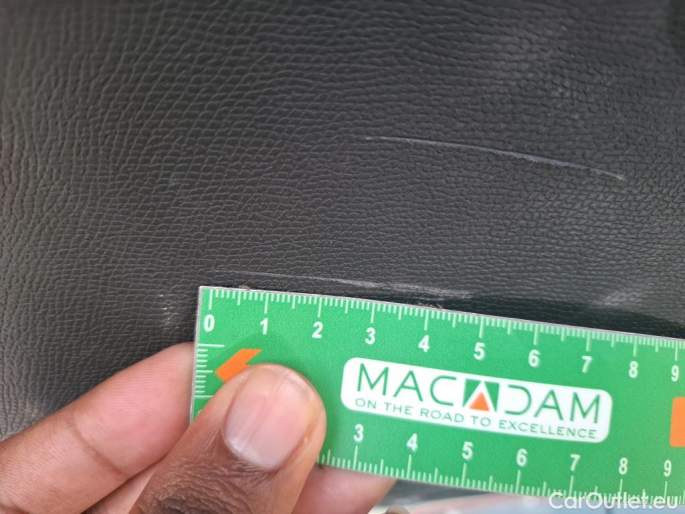 0 1 2 3 4 5 6 7 8 9
MACADAM
ON THE ROAD TO EXCELLENCE
3 4 5 6 7 8 9
CarOutlet.eu